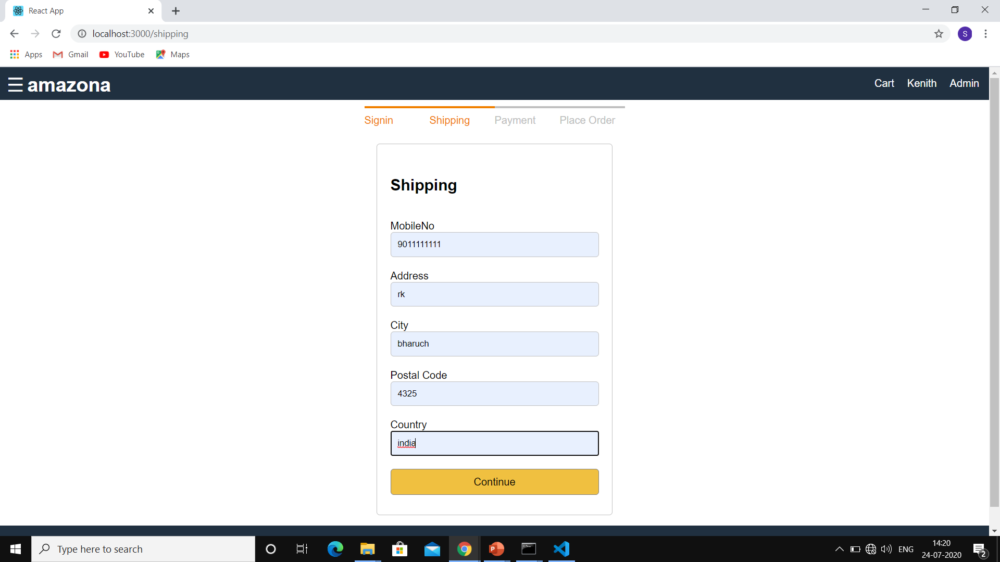 React App
localhost:3000/shipping
S
Apps Gmail YouTube Maps
☰ amazona Cart Kenith Admin
Signin Shipping Payment Place Order
Shipping
MobileNo
9011111111
Address
rk
City
bharuch
Postal Code
4325
Country
india
Continue
Type here to search
P
ENG
14:20
24-07-2020
2